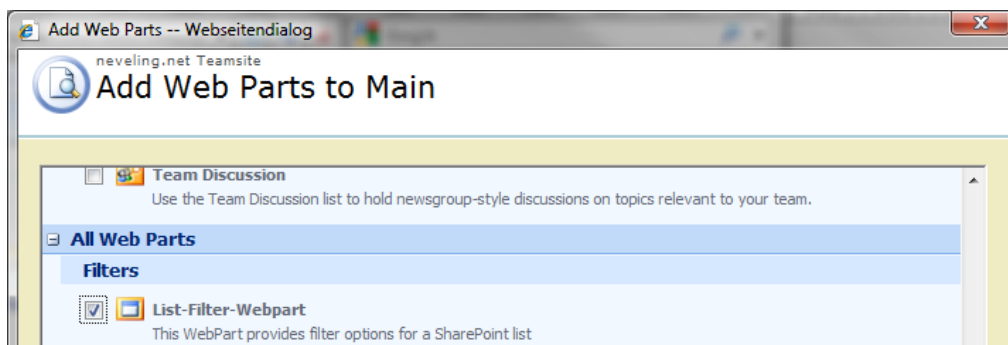 Add Web Parts -- Webseitendialog
neveling.net Teamsite
Add Web Parts to Main
Team Discussion
Use the Team Discussion list to hold newsgroup-style discussions on topics relevant to your team.
All Web Parts
Filters
List-Filter-Webpart
This WebPart provides filter options for a SharePoint list